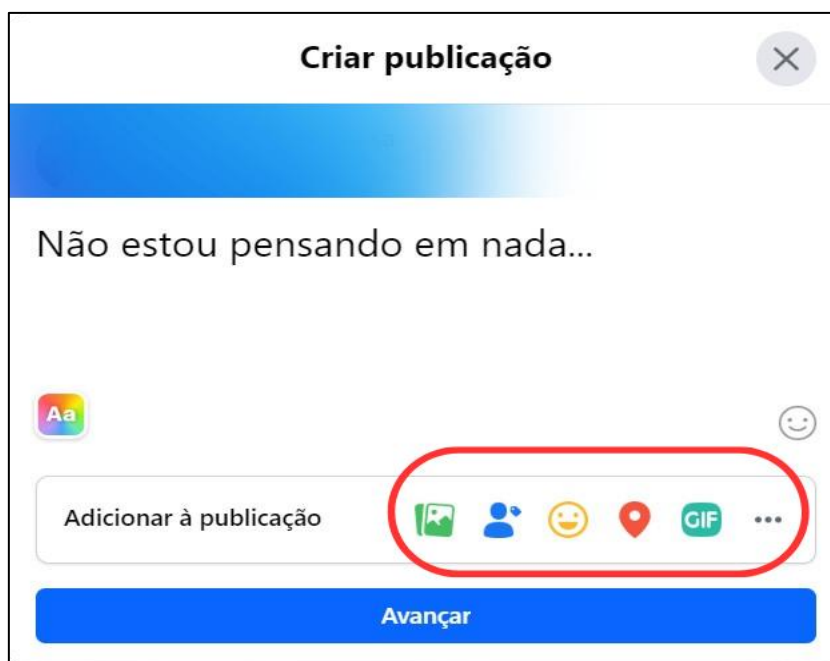 Criar publicação
Não estou pensando em nada...
Aa
Adicionar à publicação
GIF
Avançar